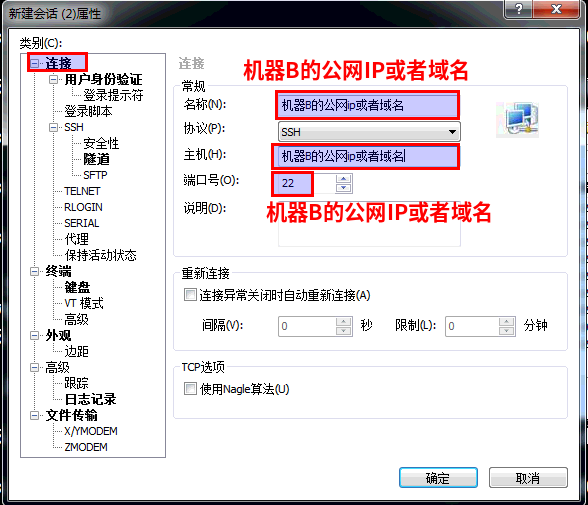 新建会话 (2)属性
类别(C):
连接
用户身份验证
登录提示符
登录脚本
SSH
安全性
隧道
SFTP
TELNET
RLOGIN
SERIAL
代理
保持活动状态
终端
键盘
VT 模式
高级
外观
边距
高级
跟踪
日志记录
文件传输
X/YMODEM
ZMODEM
连接
机器B的公网IP或者域名
常规
名称(N):
机器B的公网ip或者域名
协议(P):
SSH
主机(H):
机器B的公网ip或者域名
端口号(O):
22
机器B的公网IP或者域名
说明(D):
重新连接
连接异常关闭时自动重新连接(A)
间隔(V): 0 秒 限制(L): 0 分钟
TCP选项
使用Nagle算法(U)
确定
取消